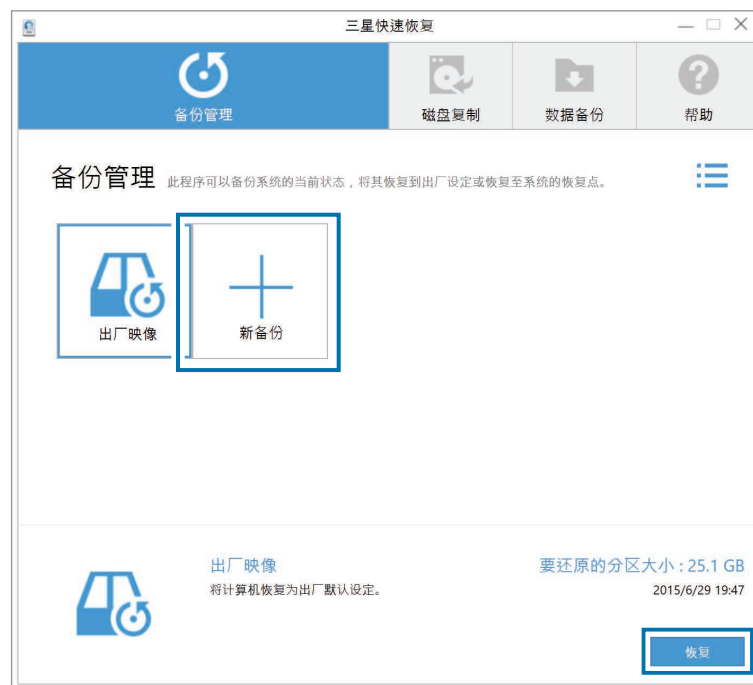 三星快速恢复
备份管理
磁盘复制
数据备份
帮助
备份管理 此程序可以备份系统的当前状态，将其恢复到出厂设定或恢复至系统的恢复点。
出厂映像
新备份
出厂映像
要还原的分区大小 : 25.1 GB
将计算机恢复为出厂默认设定。
2015/6/29 19:47
恢复